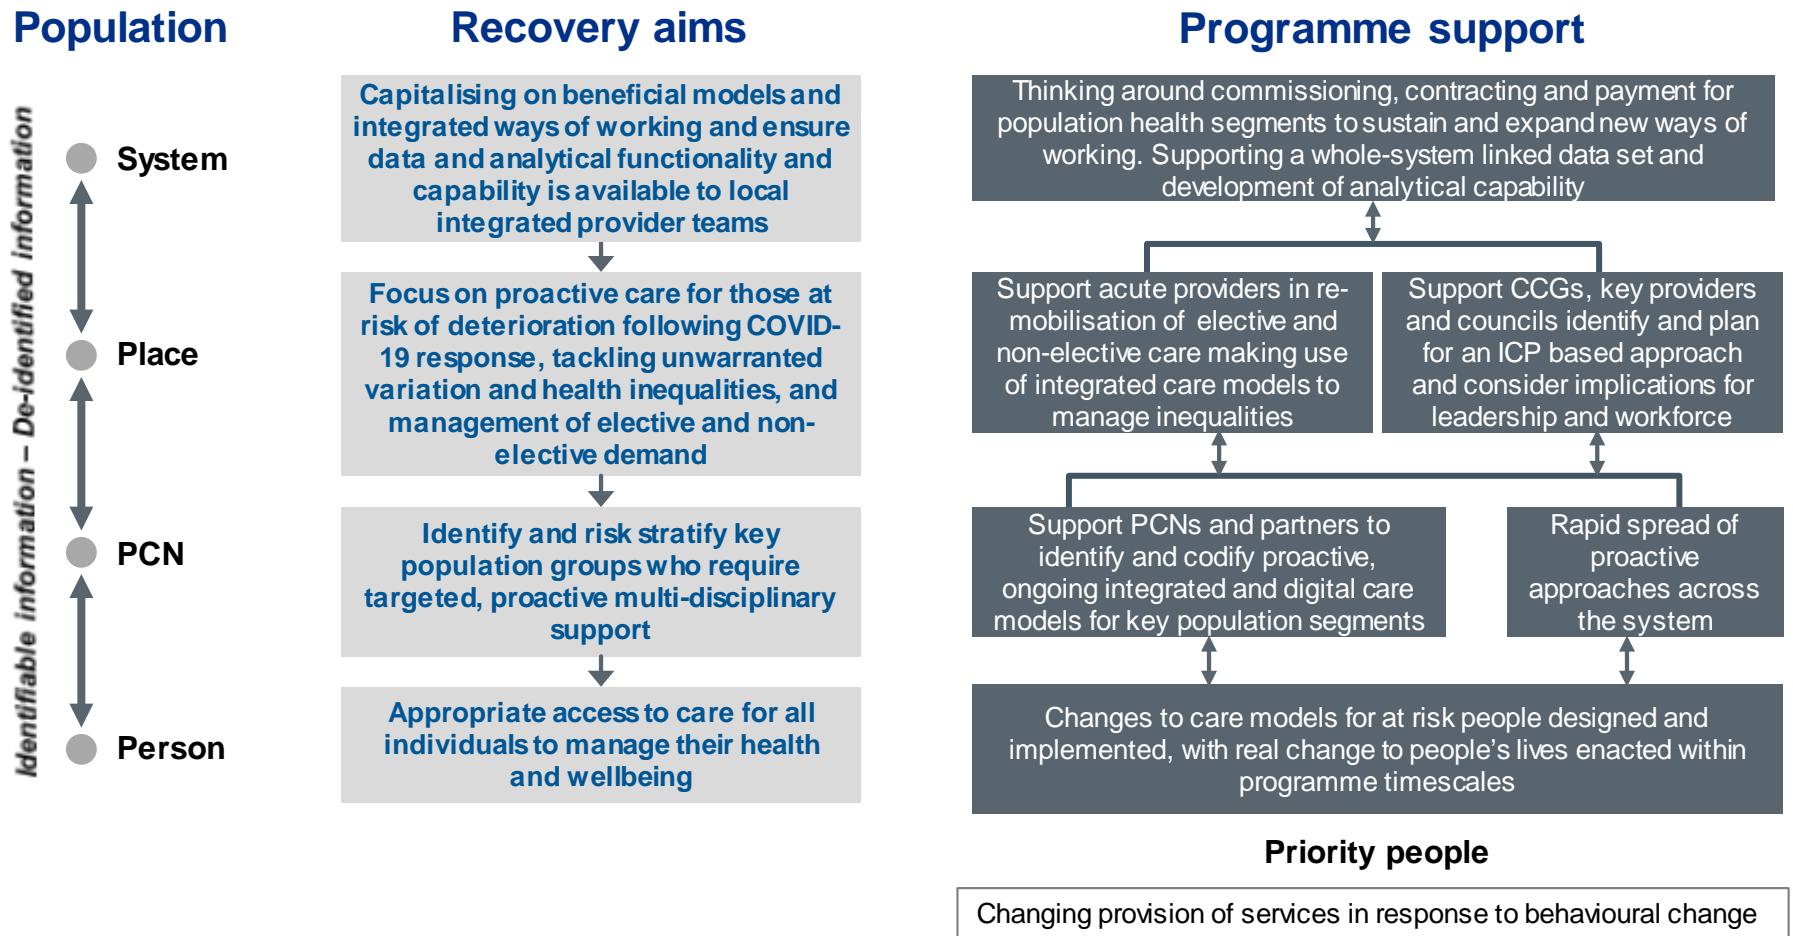 Population
Recovery aims
Programme support
Identifiable information – De-identified information
System
Place
PCN
Person
Capitalising on beneficial models and
integrated ways of working and ensure
data and analytical functionality and
capability is available to local
integrated provider teams
Focus on proactive care for those at
risk of deterioration following COVID-
19 response, tackling unwarranted
variation and health inequalities, and
management of elective and non-
elective demand
Identify and risk stratify key
population groups who require
targeted, proactive multi-disciplinary
support
Appropriate access to care for all
individuals to manage their health
and wellbeing
Thinking around commissioning, contracting and payment for
population health segments to sustain and expand new ways of
working. Supporting a whole-system linked data set and
development of analytical capability
Support acute providers in re-
mobilisation of elective and
non-elective care making use
of integrated care models to
manage inequalities
Support CCGs, key providers
and councils identify and plan
for an ICP based approach
and consider implications for
leadership and workforce
Support PCNs and partners to
identify and codify proactive,
ongoing integrated and digital care
models for key population segments
Rapid spread of
proactive
approaches across
the system
Changes to care models for at risk people designed and
implemented, with real change to people's lives enacted within
programme timescales
Priority people
Changing provision of services in response to behavioural change